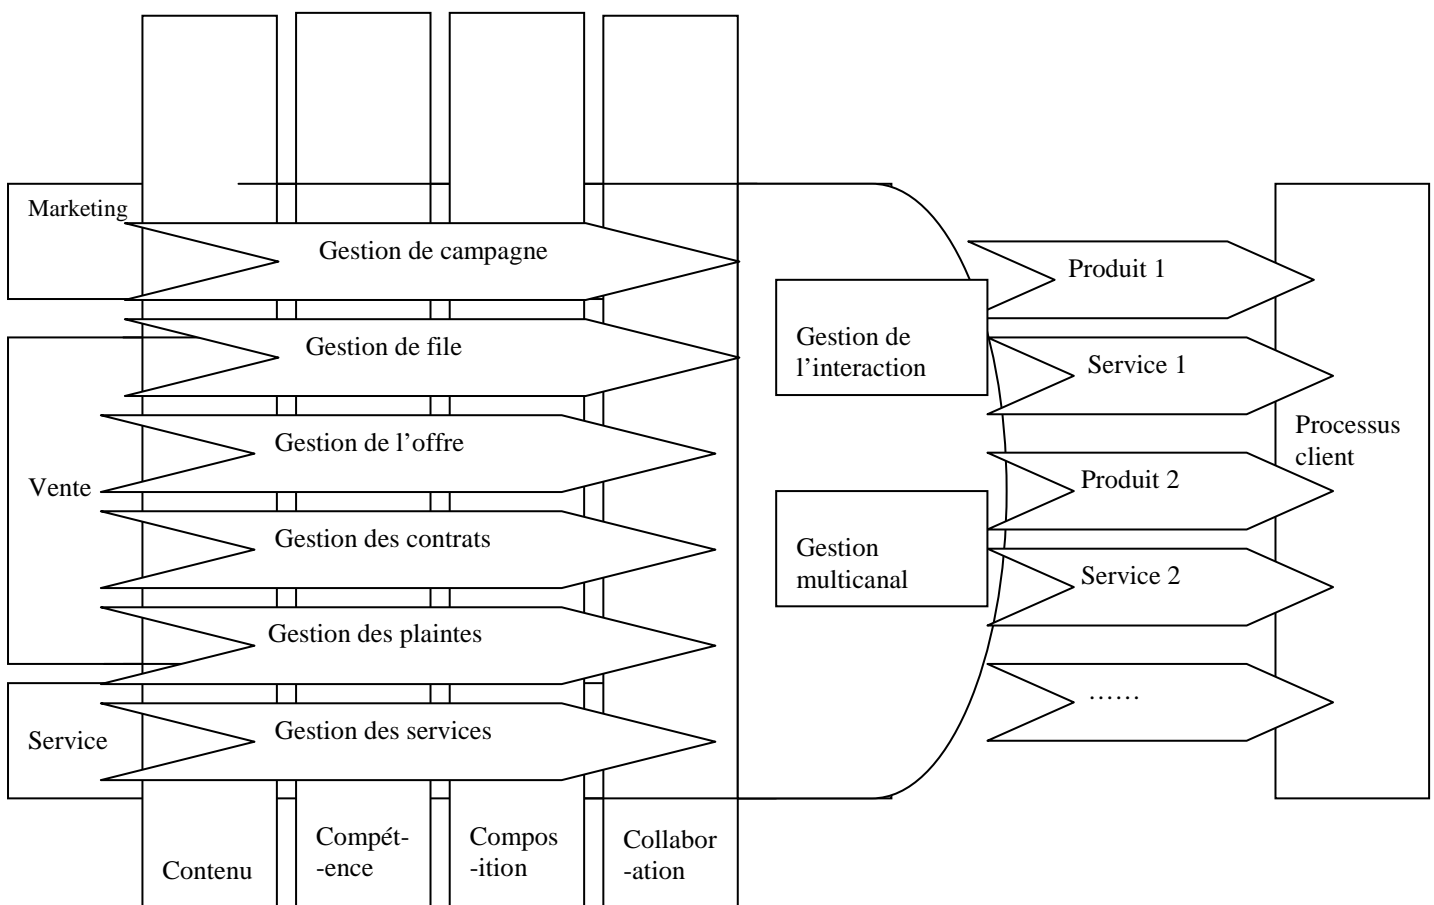 Marketing
Gestion de campagne
Gestion de file
Gestion de l’offre
Vente
Gestion des contrats
Gestion des plaintes
Service
Gestion des services
Contenu
Compét-
-ence
Compos
-ition
Collabor
-ation
Gestion de
l’interaction
Gestion
multicanal
Produit 1
Service 1
Produit 2
Service 2
……
Processus
client